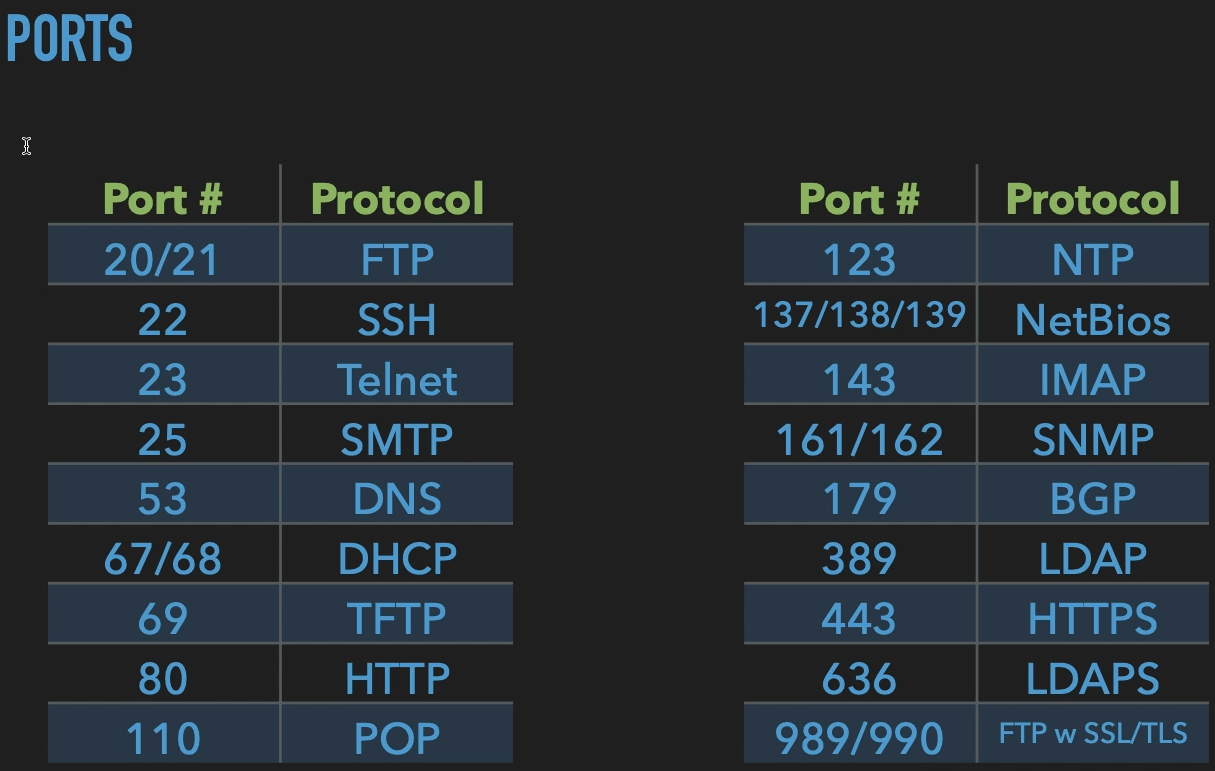 PORTS
Port # Protocol
20/21 FTP
22 SSH
23 Telnet
25 SMTP
53 DNS
67/68 DHCP
69 TFTP
80 HTTP
110 POP
Port # Protocol
123 NTP
137/138/139 NetBios
143 IMAP
161/162 SNMP
179 BGP
389 LDAP
443 HTTPS
636 LDAPS
989/990 FTP w SSL/TLS